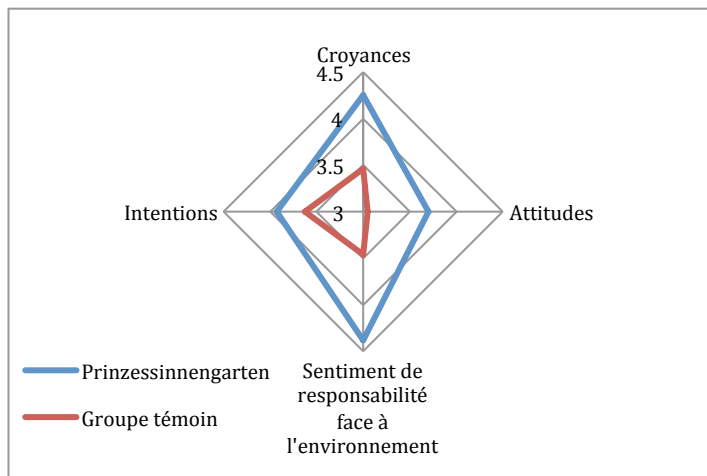 Croyances
4.5
4
3.5
3
Intentions
Attitudes
Prinzessinnengarten
Groupe témoin
Sentiment de
responsabilité
face à
l'environnement